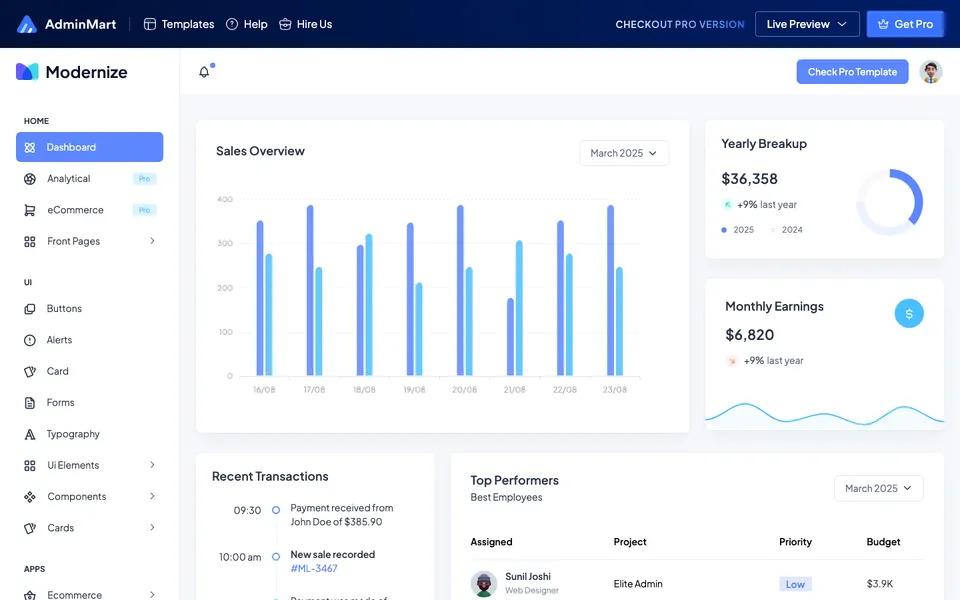 AdminMart
Templates
Help
Hire Us
CHECKOUT PRO VERSION
Live Preview
Get Pro
Modernize
Check Pro Template
HOME
Dashboard
Analytical
Pro
eCommerce
Pro
Front Pages
UI
Buttons
Alerts
Card
Forms
Typography
Ui Elements
Components
Cards
APPS
Ecommerce
Sales Overview
March 2025
400
300
200
100
0
16/08
17/08
18/08
19/08
20/08
21/08
22/08
23/08
Yearly Breakup
$36,358
+9% last year
2025
2024
Monthly Earnings
$
$6,820
+9% last year
Recent Transactions
09:30
Payment received from
John Doe of $385.90
10:00 am
New sale recorded
#ML-3467
Payment was made of
Top Performers
Best Employees
March 2025
Assigned
Project
Priority
Budget
Sunil Joshi
Web Designer
Elite Admin
Low
$3.9K